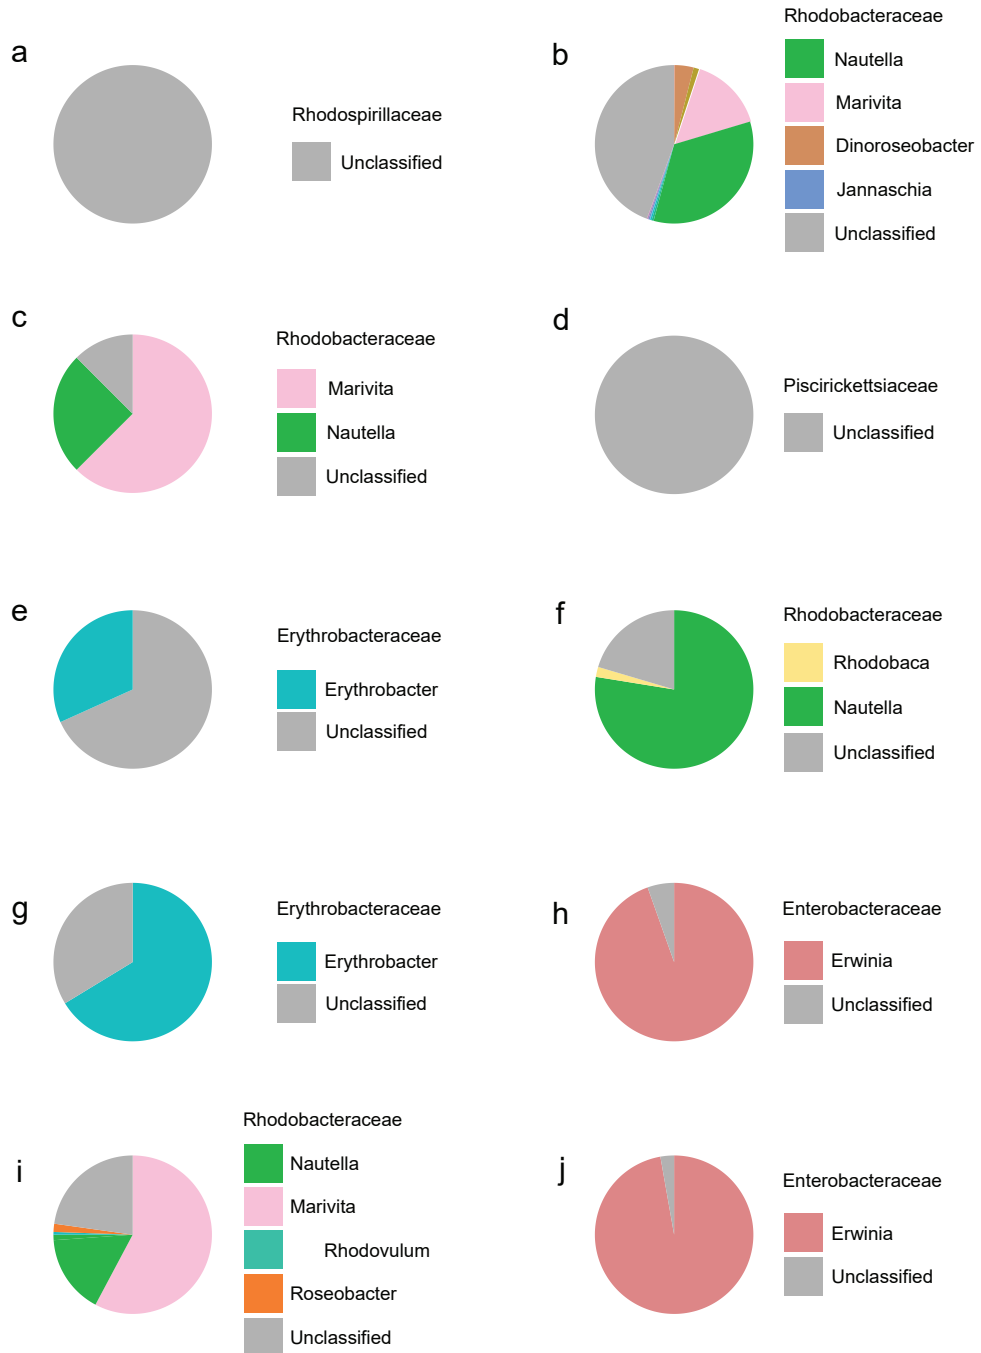 a
Rhodospirillaceae
Unclassified
b
Rhodobacteraceae
Nautella
Marivita
Dinoroseobacter
Jannaschia
Unclassified
c
Rhodobacteraceae
Marivita
Nautella
Unclassified
d
Piscirickettsiaceae
Unclassified
e
Erythrobacteraceae
Erythrobacter
Unclassified
f
Rhodobacteraceae
Rhodobaca
Nautella
Unclassified
g
Erythrobacteraceae
Erythrobacter
Unclassified
h
Enterobacteraceae
Erwinia
Unclassified
i
Rhodobacteraceae
Nautella
Marivita
Rhodovulum
Roseobacter
Unclassified
j
Enterobacteraceae
Erwinia
Unclassified